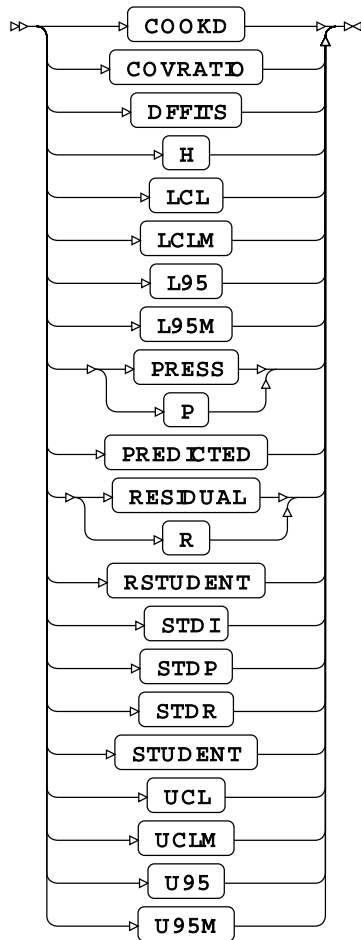 COOKD
COVRATIO
DFFITS
H
LCL
LCLM
L95
L95M
PRESS
P
PREDICTED
RESIDUAL
R
RSTUDENT
STDI
STDP
STDR
STUDENT
UCL
UCLM
U95
U95M